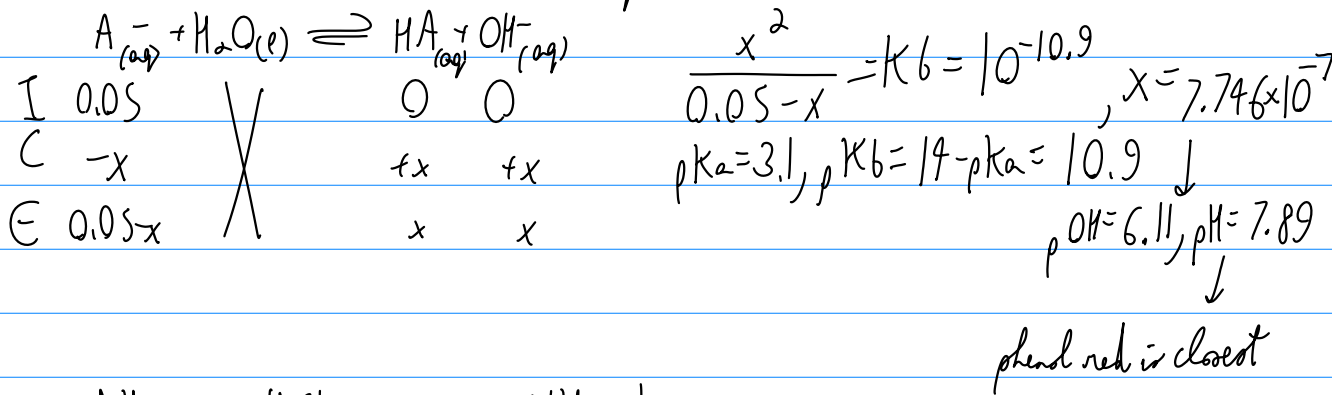 A⁻(aq) + H₂O(l) ⇌ HA(aq) + OH⁻(aq)
I 0.05 0 0
C -x +x +x
E 0.05-x x x
x² / (0.05-x) = Kb = 10^-10.9, x = 7.746×10^-7
pKa=3.1, pKb=14-pKa=10.9 ↓
pOH=6.11, pH=7.89
↓
phenol red is closest